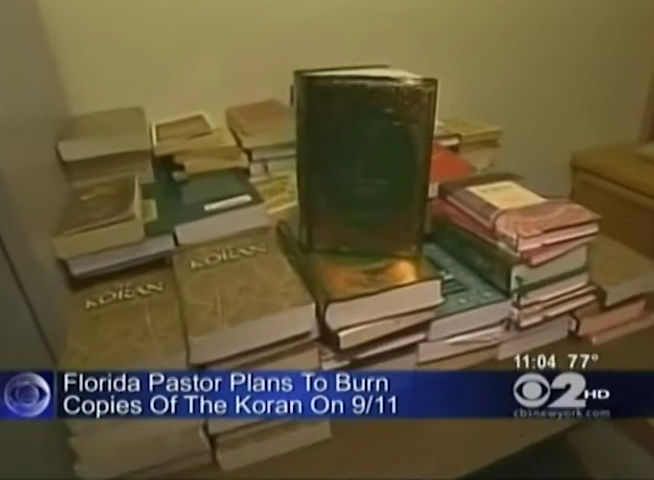 KORAN
KORAN
11:04 77°
Florida Pastor Plans To Burn
Copies Of The Koran On 9/11
2 HD
cbsnewyork.com